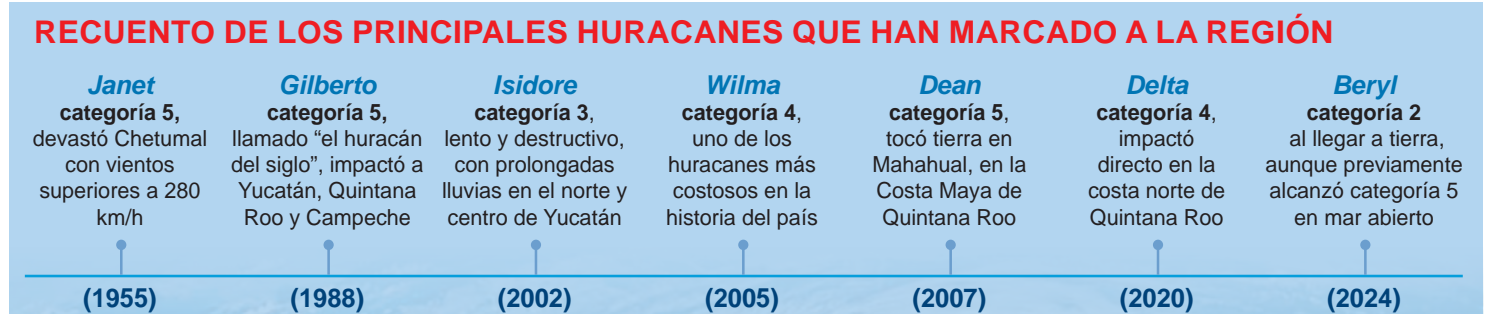 RECUENTO DE LOS PRINCIPALES HURACANES QUE HAN MARCADO A LA REGIÓN
Janet
categoría 5,
devastó Chetumal
con vientos
superiores a 280
km/h
(1955)
Gilberto
categoría 5,
llamado “el huracán
del siglo”, impactó a
Yucatán, Quintana
Roo y Campeche
(1988)
Isidore
categoría 3,
lento y destructivo,
con prolongadas
lluvias en el norte y
centro de Yucatán
(2002)
Wilma
categoría 4,
uno de los
huracanes más
costosos en la
historia del país
(2005)
Dean
categoría 5,
tocó tierra en
Mahahual, en la
Costa Maya de
Quintana Roo
(2007)
Delta
categoría 4,
impactó
directo en la
costa norte de
Quintana Roo
(2020)
Beryl
categoría 2
al llegar a tierra,
aunque previamente
alcanzó categoría 5
en mar abierto
(2024)